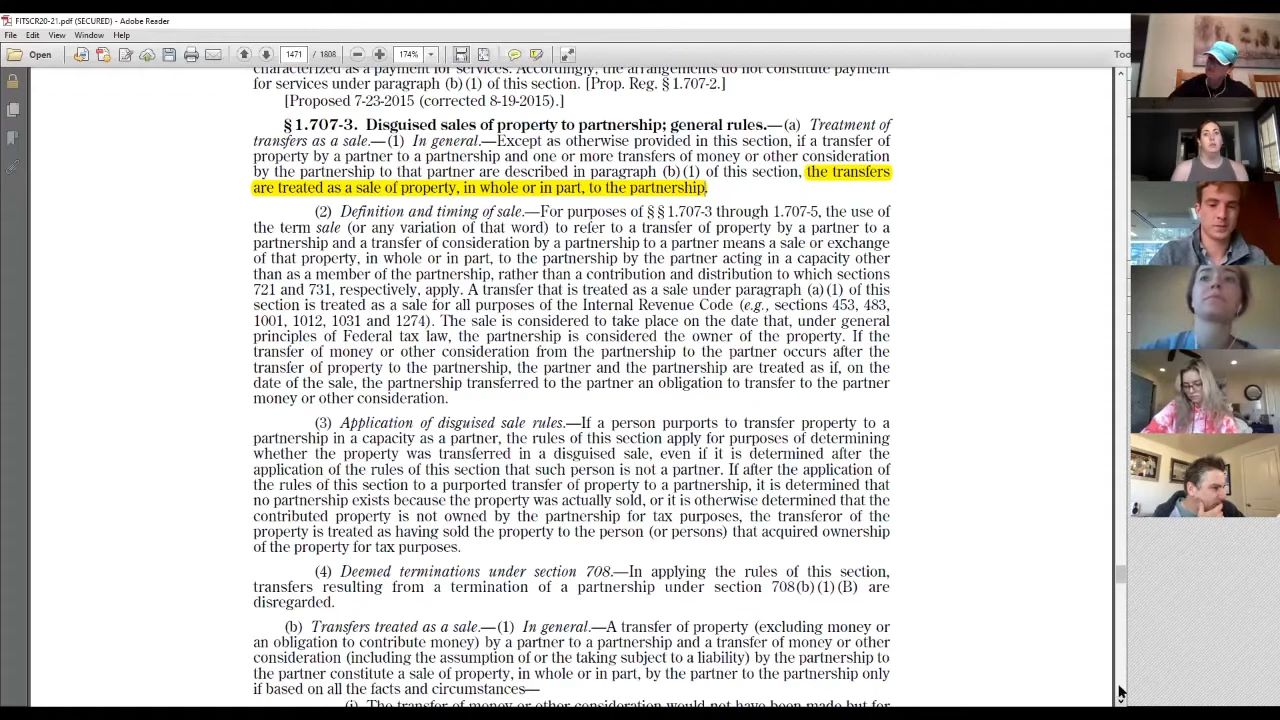 FITSCR20-21.pdf (SECURED) - Adobe Reader
File Edit View Window Help
Open 1471 / 1808 174% Too
characterized as a payment for services. Accordingly, the arrangements do not constitute payment
for services under paragraph (b)(1) of this section. [Prop. Reg. § 1.707-2.]
[Proposed 7-23-2015 (corrected 8-19-2015).]
§ 1.707-3. Disguised sales of property to partnership; general rules.—(a) Treatment of
transfers as a sale.—(1) In general.—Except as otherwise provided in this section, if a transfer of
property by a partner to a partnership and one or more transfers of money or other consideration
by the partnership to that partner are described in paragraph (b)(1) of this section, the transfers
are treated as a sale of property, in whole or in part, to the partnership.
(2) Definition and timing of sale.—For purposes of §§ 1.707-3 through 1.707-5, the use of
the term sale (or any variation of that word) to refer to a transfer of property by a partner to a
partnership and a transfer of consideration by a partnership to a partner means a sale or exchange
of that property, in whole or in part, to the partnership by the partner acting in a capacity other
than as a member of the partnership, rather than a contribution and distribution to which sections
721 and 731, respectively, apply. A transfer that is treated as a sale under paragraph (a)(1) of this
section is treated as a sale for all purposes of the Internal Revenue Code (e.g., sections 453, 483,
1001, 1012, 1031 and 1274). The sale is considered to take place on the date that, under general
principles of Federal tax law, the partnership is considered the owner of the property. If the
transfer of money or other consideration from the partnership to the partner occurs after the
transfer of property to the partnership, the partner and the partnership are treated as if, on the
date of the sale, the partnership transferred to the partner an obligation to transfer to the partner
money or other consideration.
(3) Application of disguised sale rules.—If a person purports to transfer property to a
partnership in a capacity as a partner, the rules of this section apply for purposes of determining
whether the property was transferred in a disguised sale, even if it is determined after the
application of the rules of this section that such person is not a partner. If after the application of
the rules of this section to a purported transfer of property to a partnership, it is determined that
no partnership exists because the property was actually sold, or it is otherwise determined that the
contributed property is not owned by the partnership for tax purposes, the transferor of the
property is treated as having sold the property to the person (or persons) that acquired ownership
of the property for tax purposes.
(4) Deemed terminations under section 708.—In applying the rules of this section,
transfers resulting from a termination of a partnership under section 708(b)(1)(B) are
disregarded.
(b) Transfers treated as a sale.—(1) In general.—A transfer of property (excluding money or
an obligation to contribute money) by a partner to a partnership and a transfer of money or other
consideration (including the assumption of or the taking subject to a liability) by the partnership to
the partner constitute a sale of property, in whole or in part, by the partner to the partnership only
if based on all the facts and circumstances—
(i) The transfer of money or other consideration would not have been made but for